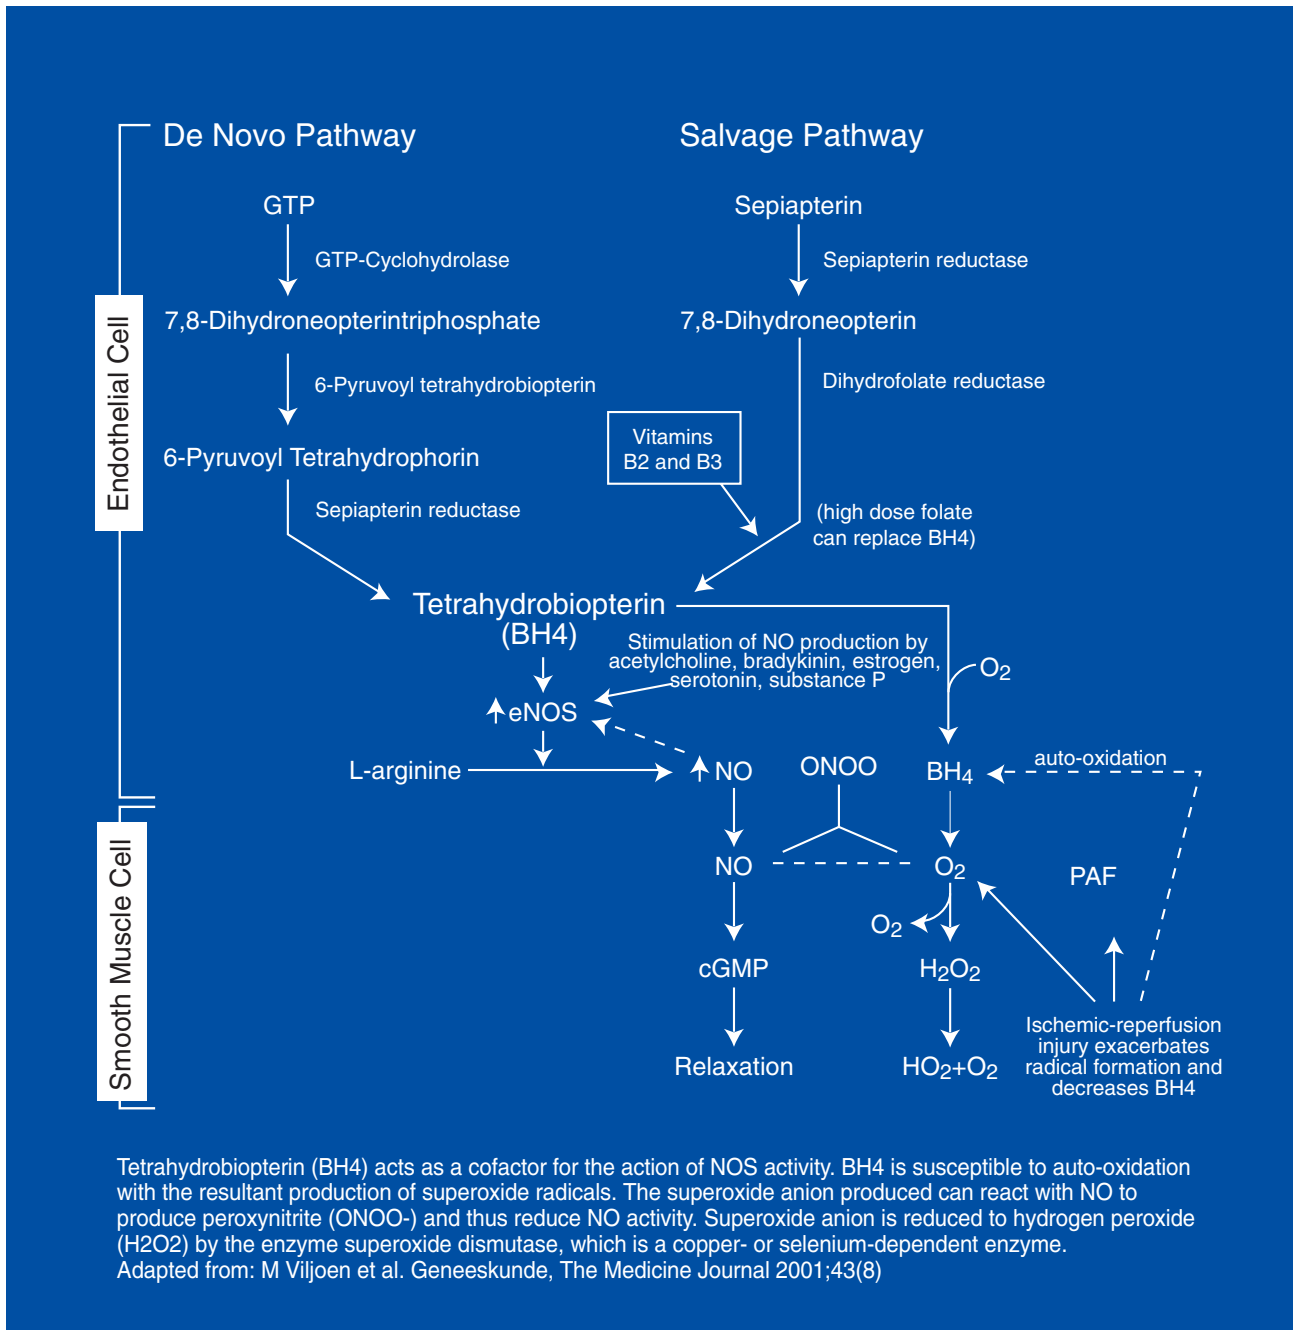 De Novo Pathway
Salvage Pathway
GTP
Sepiapterin
GTP-Cyclohydrolase
Sepiapterin reductase
7,8-Dihydroneopterintriphosphate
7,8-Dihydroneopterin
6-Pyruvoyl tetrahydrobiopterin
Dihydrofolate reductase
Vitamins
B2 and B3
6-Pyruvoyl Tetrahydrophorin
Sepiapterin reductase
(high dose folate
can replace BH4)
Endothelial Cell
Tetrahydrobiopterin
(BH4)
Stimulation of NO production by
acetylcholine, bradykinin, estrogen,
serotonin, substance P
O2
eNOS
L-arginine
NO
ONOO
BH4
auto-oxidation
Smooth Muscle Cell
NO
O2
PAF
O2
cGMP
H2O2
Relaxation
HO2+O2
Ischemic-reperfusion
injury exacerbates
radical formation and
decreases BH4
Tetrahydrobiopterin (BH4) acts as a cofactor for the action of NOS activity. BH4 is susceptible to auto-oxidation
with the resultant production of superoxide radicals. The superoxide anion produced can react with NO to
produce peroxynitrite (ONOO-) and thus reduce NO activity. Superoxide anion is reduced to hydrogen peroxide
(H2O2) by the enzyme superoxide dismutase, which is a copper- or selenium-dependent enzyme.
Adapted from: M Viljoen et al. Geneeskunde, The Medicine Journal 2001;43(8)